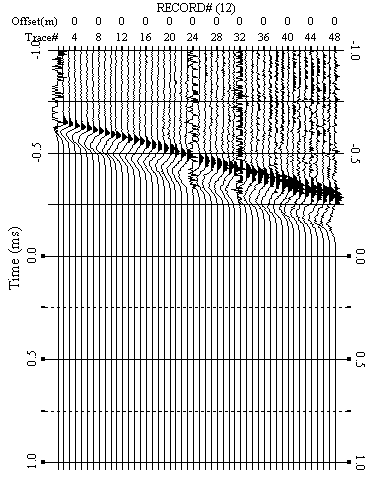 RECORD# (12)
Offset(m) 0 0 0 0 0 0 0 0 0 0 0 0
Trace# 4 8 12 16 20 24 28 32 36 40 44 48
-1.0 -1.0
-0.5 -0.5
0.0 0.0
Time (ms)
0.5 0.5
1.0 1.0